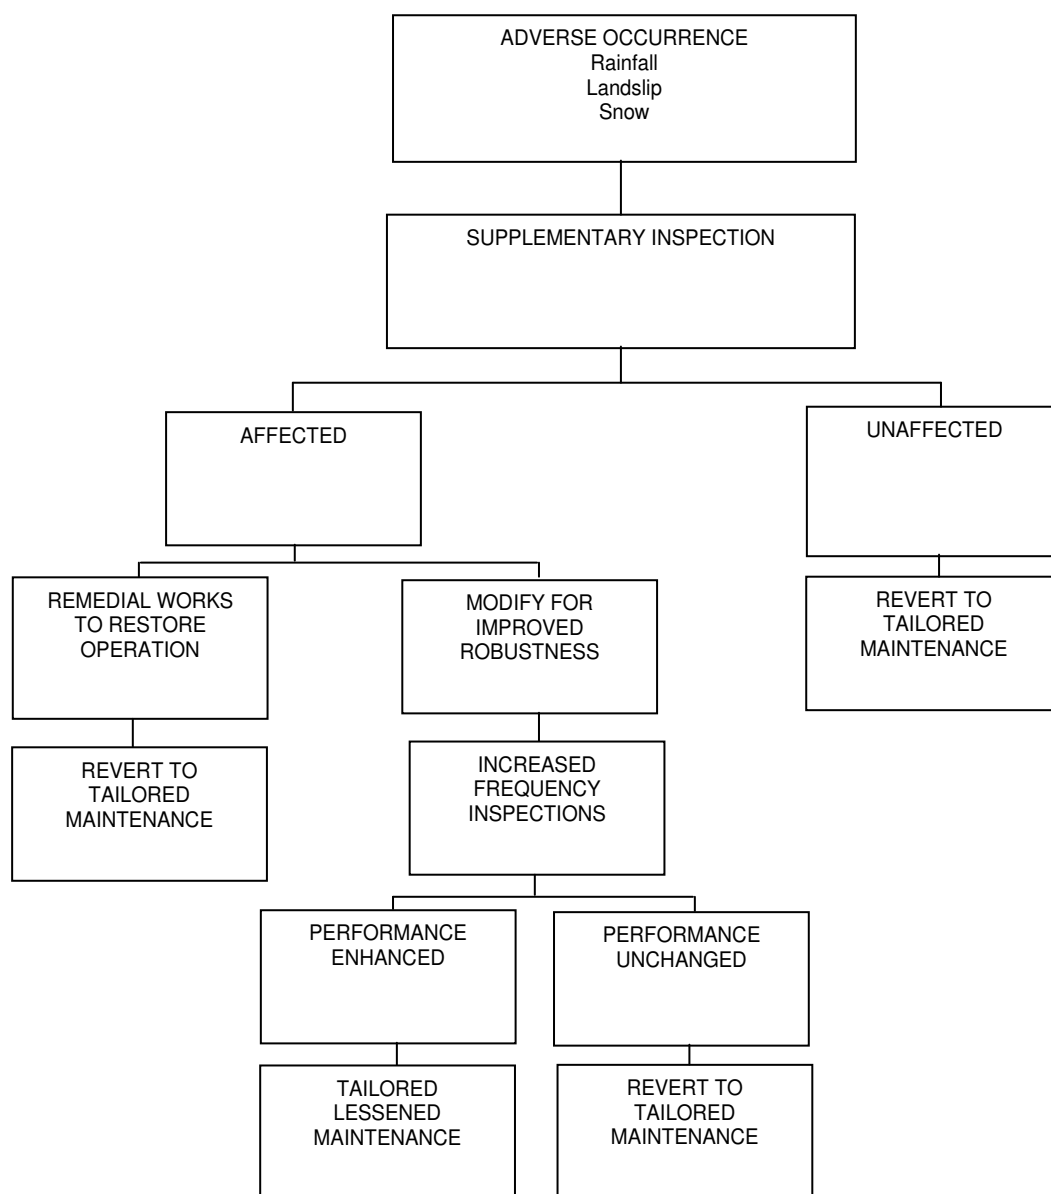 ADVERSE OCCURRENCE
Rainfall
Landslip
Snow
SUPPLEMENTARY INSPECTION
AFFECTED
UNAFFECTED
REMEDIAL WORKS
TO RESTORE
OPERATION
MODIFY FOR
IMPROVED
ROBUSTNESS
REVERT TO
TAILORED
MAINTENANCE
REVERT TO
TAILORED
MAINTENANCE
INCREASED
FREQUENCY
INSPECTIONS
PERFORMANCE
ENHANCED
PERFORMANCE
UNCHANGED
TAILORED
LESSENED
MAINTENANCE
REVERT TO
TAILORED
MAINTENANCE